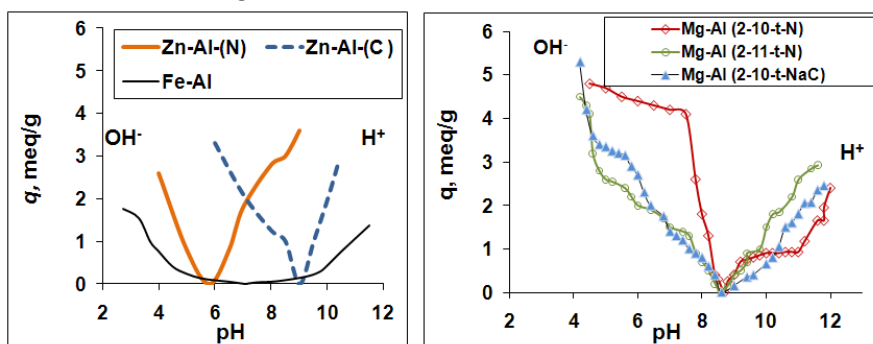 Zn-Al-(N) Zn-Al-(C )
Fe-Al
OH-
H+
q, meq/g
6
5
4
3
2
1
0
2 4 6 8 10 12
pH
Mg-Al (2-10-t-N)
Mg-Al (2-11-t-N)
Mg-Al (2-10-t-NaC)
OH-
H+
q, meq/g
6
5
4
3
2
1
0
2 4 6 8 10 12
pH